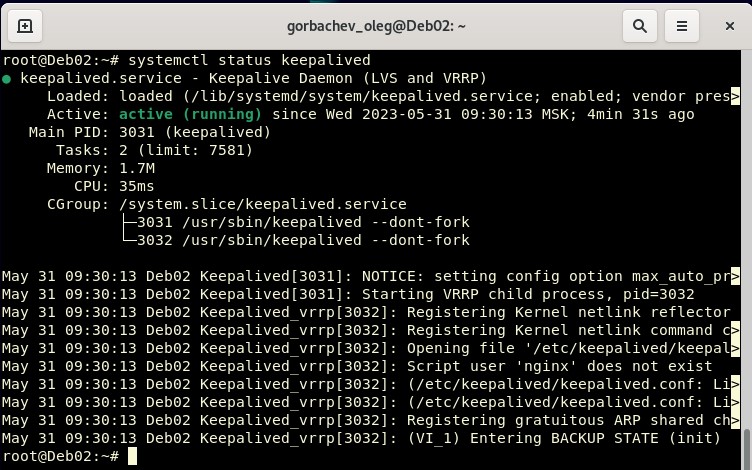 gorbachev_oleg@Deb02: ~
root@Deb02:~# systemctl status keepalived
● keepalived.service - Keepalive Daemon (LVS and VRRP)
     Loaded: loaded (/lib/systemd/system/keepalived.service; enabled; vendor pres>
     Active: active (running) since Wed 2023-05-31 09:30:13 MSK; 4min 31s ago
   Main PID: 3031 (keepalived)
      Tasks: 2 (limit: 7581)
     Memory: 1.7M
        CPU: 35ms
     CGroup: /system.slice/keepalived.service
             ├─3031 /usr/sbin/keepalived --dont-fork
             └─3032 /usr/sbin/keepalived --dont-fork
May 31 09:30:13 Deb02 Keepalived[3031]: NOTICE: setting config option max_auto_pr>
May 31 09:30:13 Deb02 Keepalived[3031]: Starting VRRP child process, pid=3032
May 31 09:30:13 Deb02 Keepalived_vrrp[3032]: Registering Kernel netlink reflector
May 31 09:30:13 Deb02 Keepalived_vrrp[3032]: Registering Kernel netlink command c>
May 31 09:30:13 Deb02 Keepalived_vrrp[3032]: Opening file '/etc/keepalived/keepal>
May 31 09:30:13 Deb02 Keepalived_vrrp[3032]: Script user 'nginx' does not exist
May 31 09:30:13 Deb02 Keepalived_vrrp[3032]: (/etc/keepalived/keepalived.conf: Li>
May 31 09:30:13 Deb02 Keepalived_vrrp[3032]: (/etc/keepalived/keepalived.conf: Li>
May 31 09:30:13 Deb02 Keepalived_vrrp[3032]: Registering gratuitous ARP shared ch>
May 31 09:30:13 Deb02 Keepalived_vrrp[3032]: (VI_1) Entering BACKUP STATE (init)
root@Deb02:~#